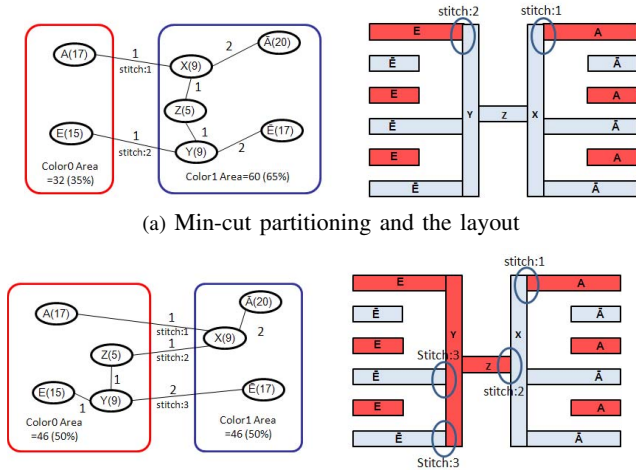 A(17)
1
stitch:1
2
Ā(20)
X(9)
1
Z(5)
E(15)
1
stitch:2
1
Y(9)
2
Ē(17)
Color0 Area
=32 (35%)
Color1 Area=60 (65%)
stitch:2
stitch:1
E
A
Ē
Ā
E
A
Y
Z
X
Ē
Ā
E
A
Ē
Ā
(a) Min-cut partitioning and the layout
A(17)
1
stitch:1
Ā(20)
2
X(9)
Z(5)
1
stitch:2
1
E(15)
1
Y(9)
2
stitch:3
Ē(17)
Color0 Area
=46 (50%)
Color1 Area
=46 (50%)
stitch:1
E
A
Ē
Ā
Y
X
E
A
Stitch:3
Z
stitch:2
Ē
Ā
E
A
Ē
Ā
Stitch:3